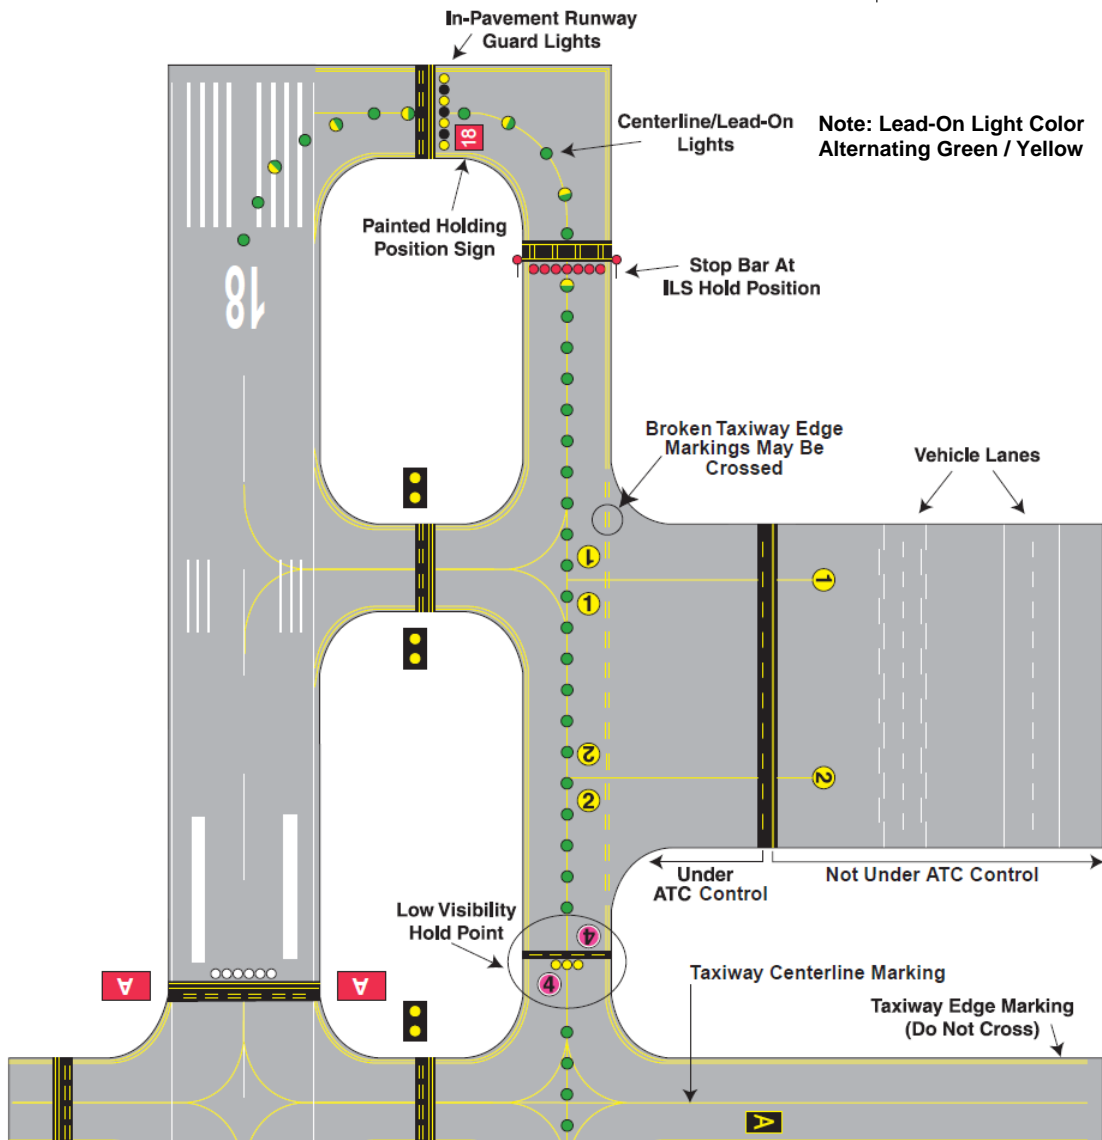 In-Pavement Runway
Guard Lights
Centerline/Lead-On
Lights
Note: Lead-On Light Color
Alternating Green / Yellow
18
Painted Holding
Position Sign
Stop Bar At
ILS Hold Position
18
Broken Taxiway Edge
Markings May Be
Crossed
Vehicle Lanes
1
1
1
2
2
2
Under
ATC Control
Not Under ATC Control
Low Visibility
Hold Point
4
4
A
A
Taxiway Centerline Marking
Taxiway Edge Marking
(Do Not Cross)
A